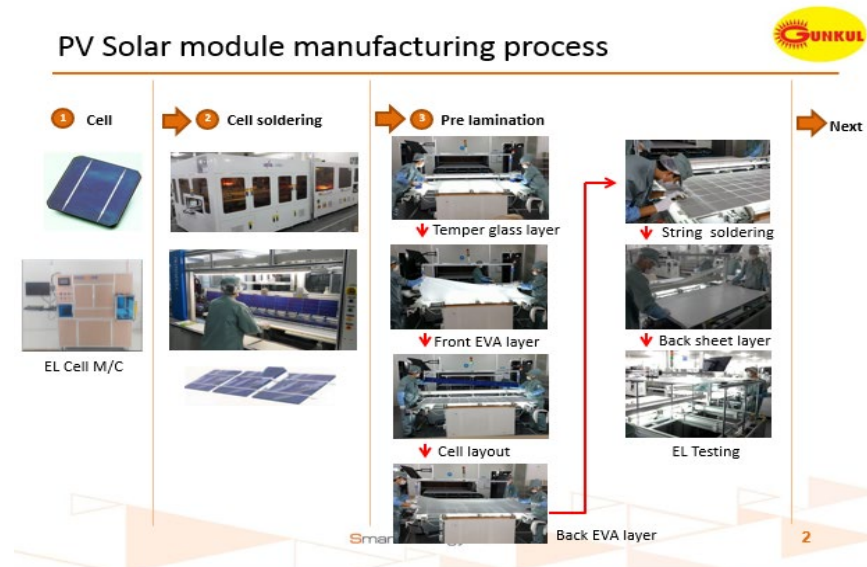 PV Solar module manufacturing process
GUNKUL
1 Cell
2 Cell soldering
3 Pre lamination
Next
EL Cell M/C
Temper glass layer
Front EVA layer
Cell layout
Back EVA layer
String soldering
Back sheet layer
EL Testing
2